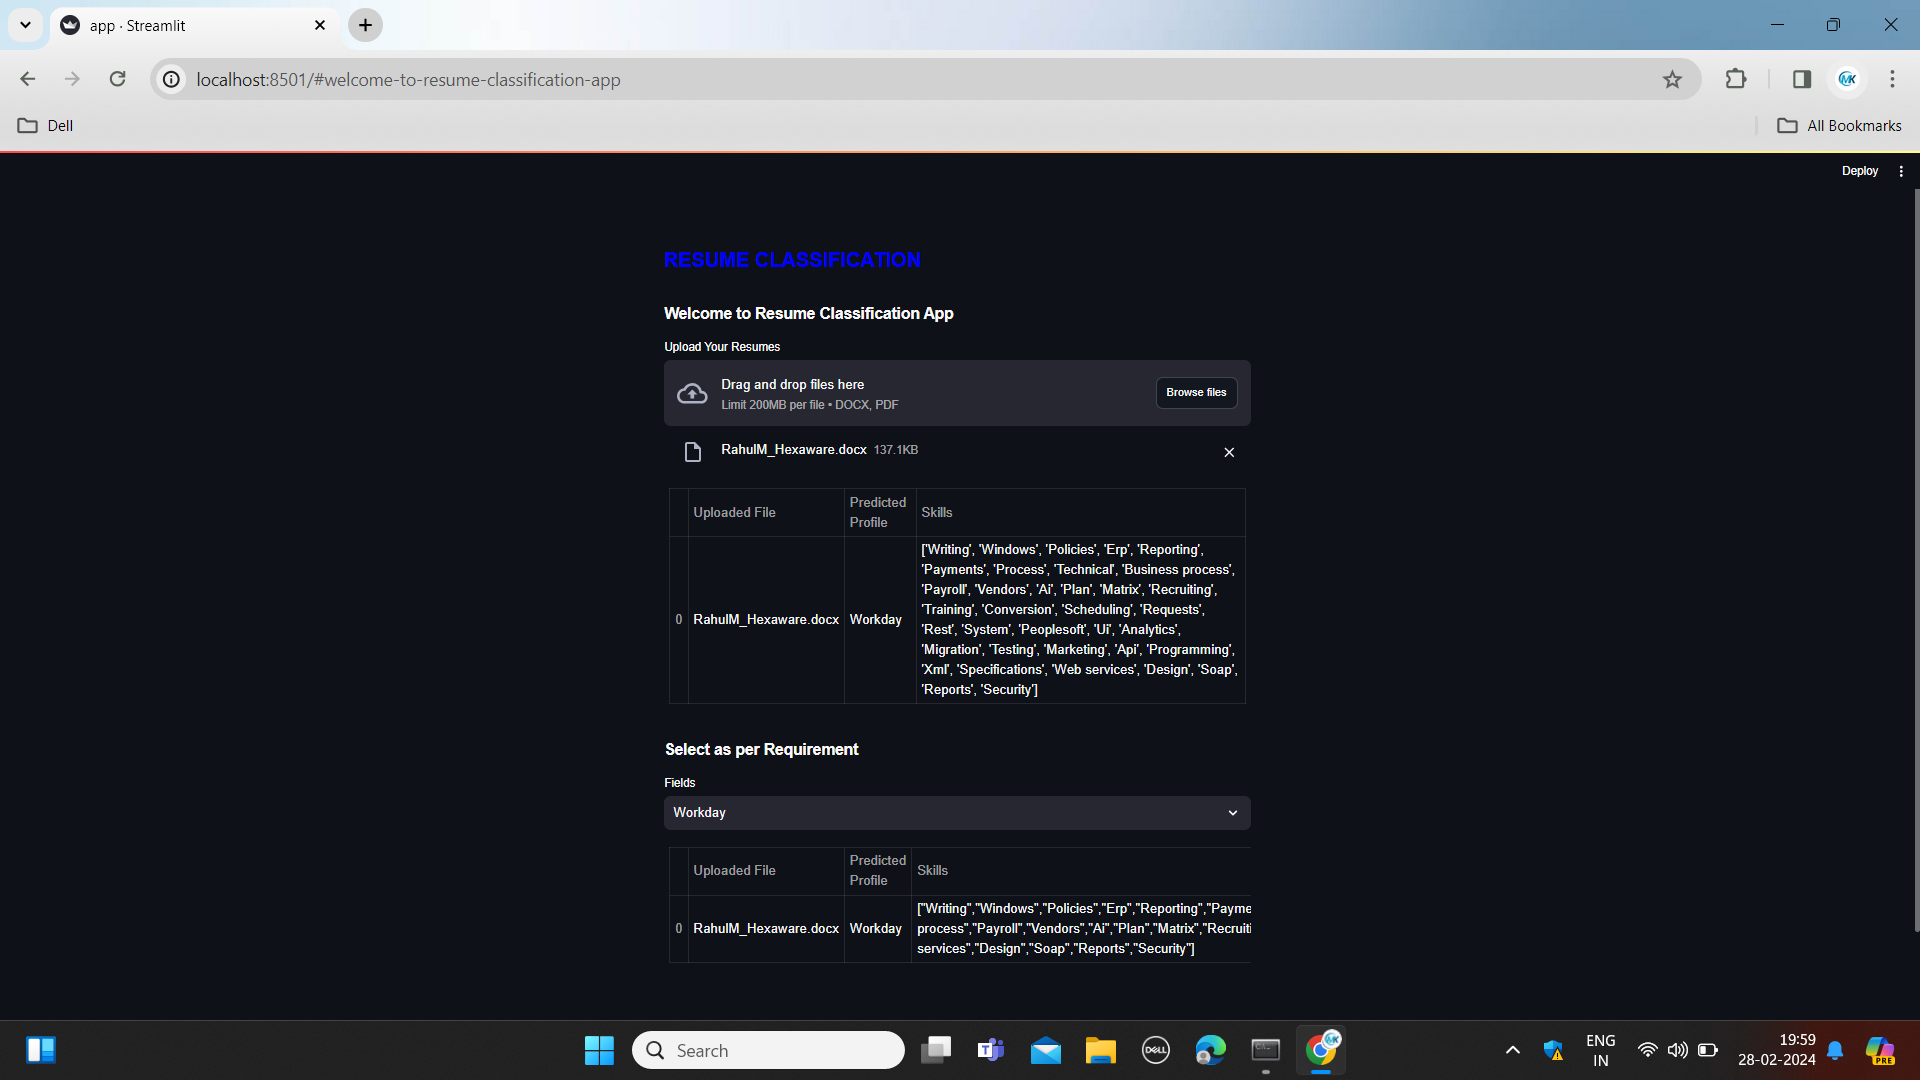 app · Streamlit
localhost:8501/#welcome-to-resume-classification-app
MK
Dell
All Bookmarks
Deploy
RESUME CLASSIFICATION
Welcome to Resume Classification App
Upload Your Resumes
Drag and drop files here
Limit 200MB per file • DOCX, PDF
Browse files
RahulM_Hexaware.docx 137.1KB
Uploaded File
Predicted
Profile
Skills
0
RahulM_Hexaware.docx
Workday
['Writing', 'Windows', 'Policies', 'Erp', 'Reporting',
'Payments', 'Process', 'Technical', 'Business process',
'Payroll', 'Vendors', 'Ai', 'Plan', 'Matrix', 'Recruiting',
'Training', 'Conversion', 'Scheduling', 'Requests',
'Rest', 'System', 'Peoplesoft', 'Ui', 'Analytics',
'Migration', 'Testing', 'Marketing', 'Api', 'Programming',
'Xml', 'Specifications', 'Web services', 'Design', 'Soap',
'Reports', 'Security']
Select as per Requirement
Fields
Workday
Uploaded File
Predicted
Profile
Skills
0
RahulM_Hexaware.docx
Workday
["Writing","Windows","Policies","Erp","Reporting","Payme
process","Payroll","Vendors","Ai","Plan","Matrix","Recruiti
services","Design","Soap","Reports","Security"]
Search
DELL
MK
ENG
IN
19:59
28-02-2024
PRE